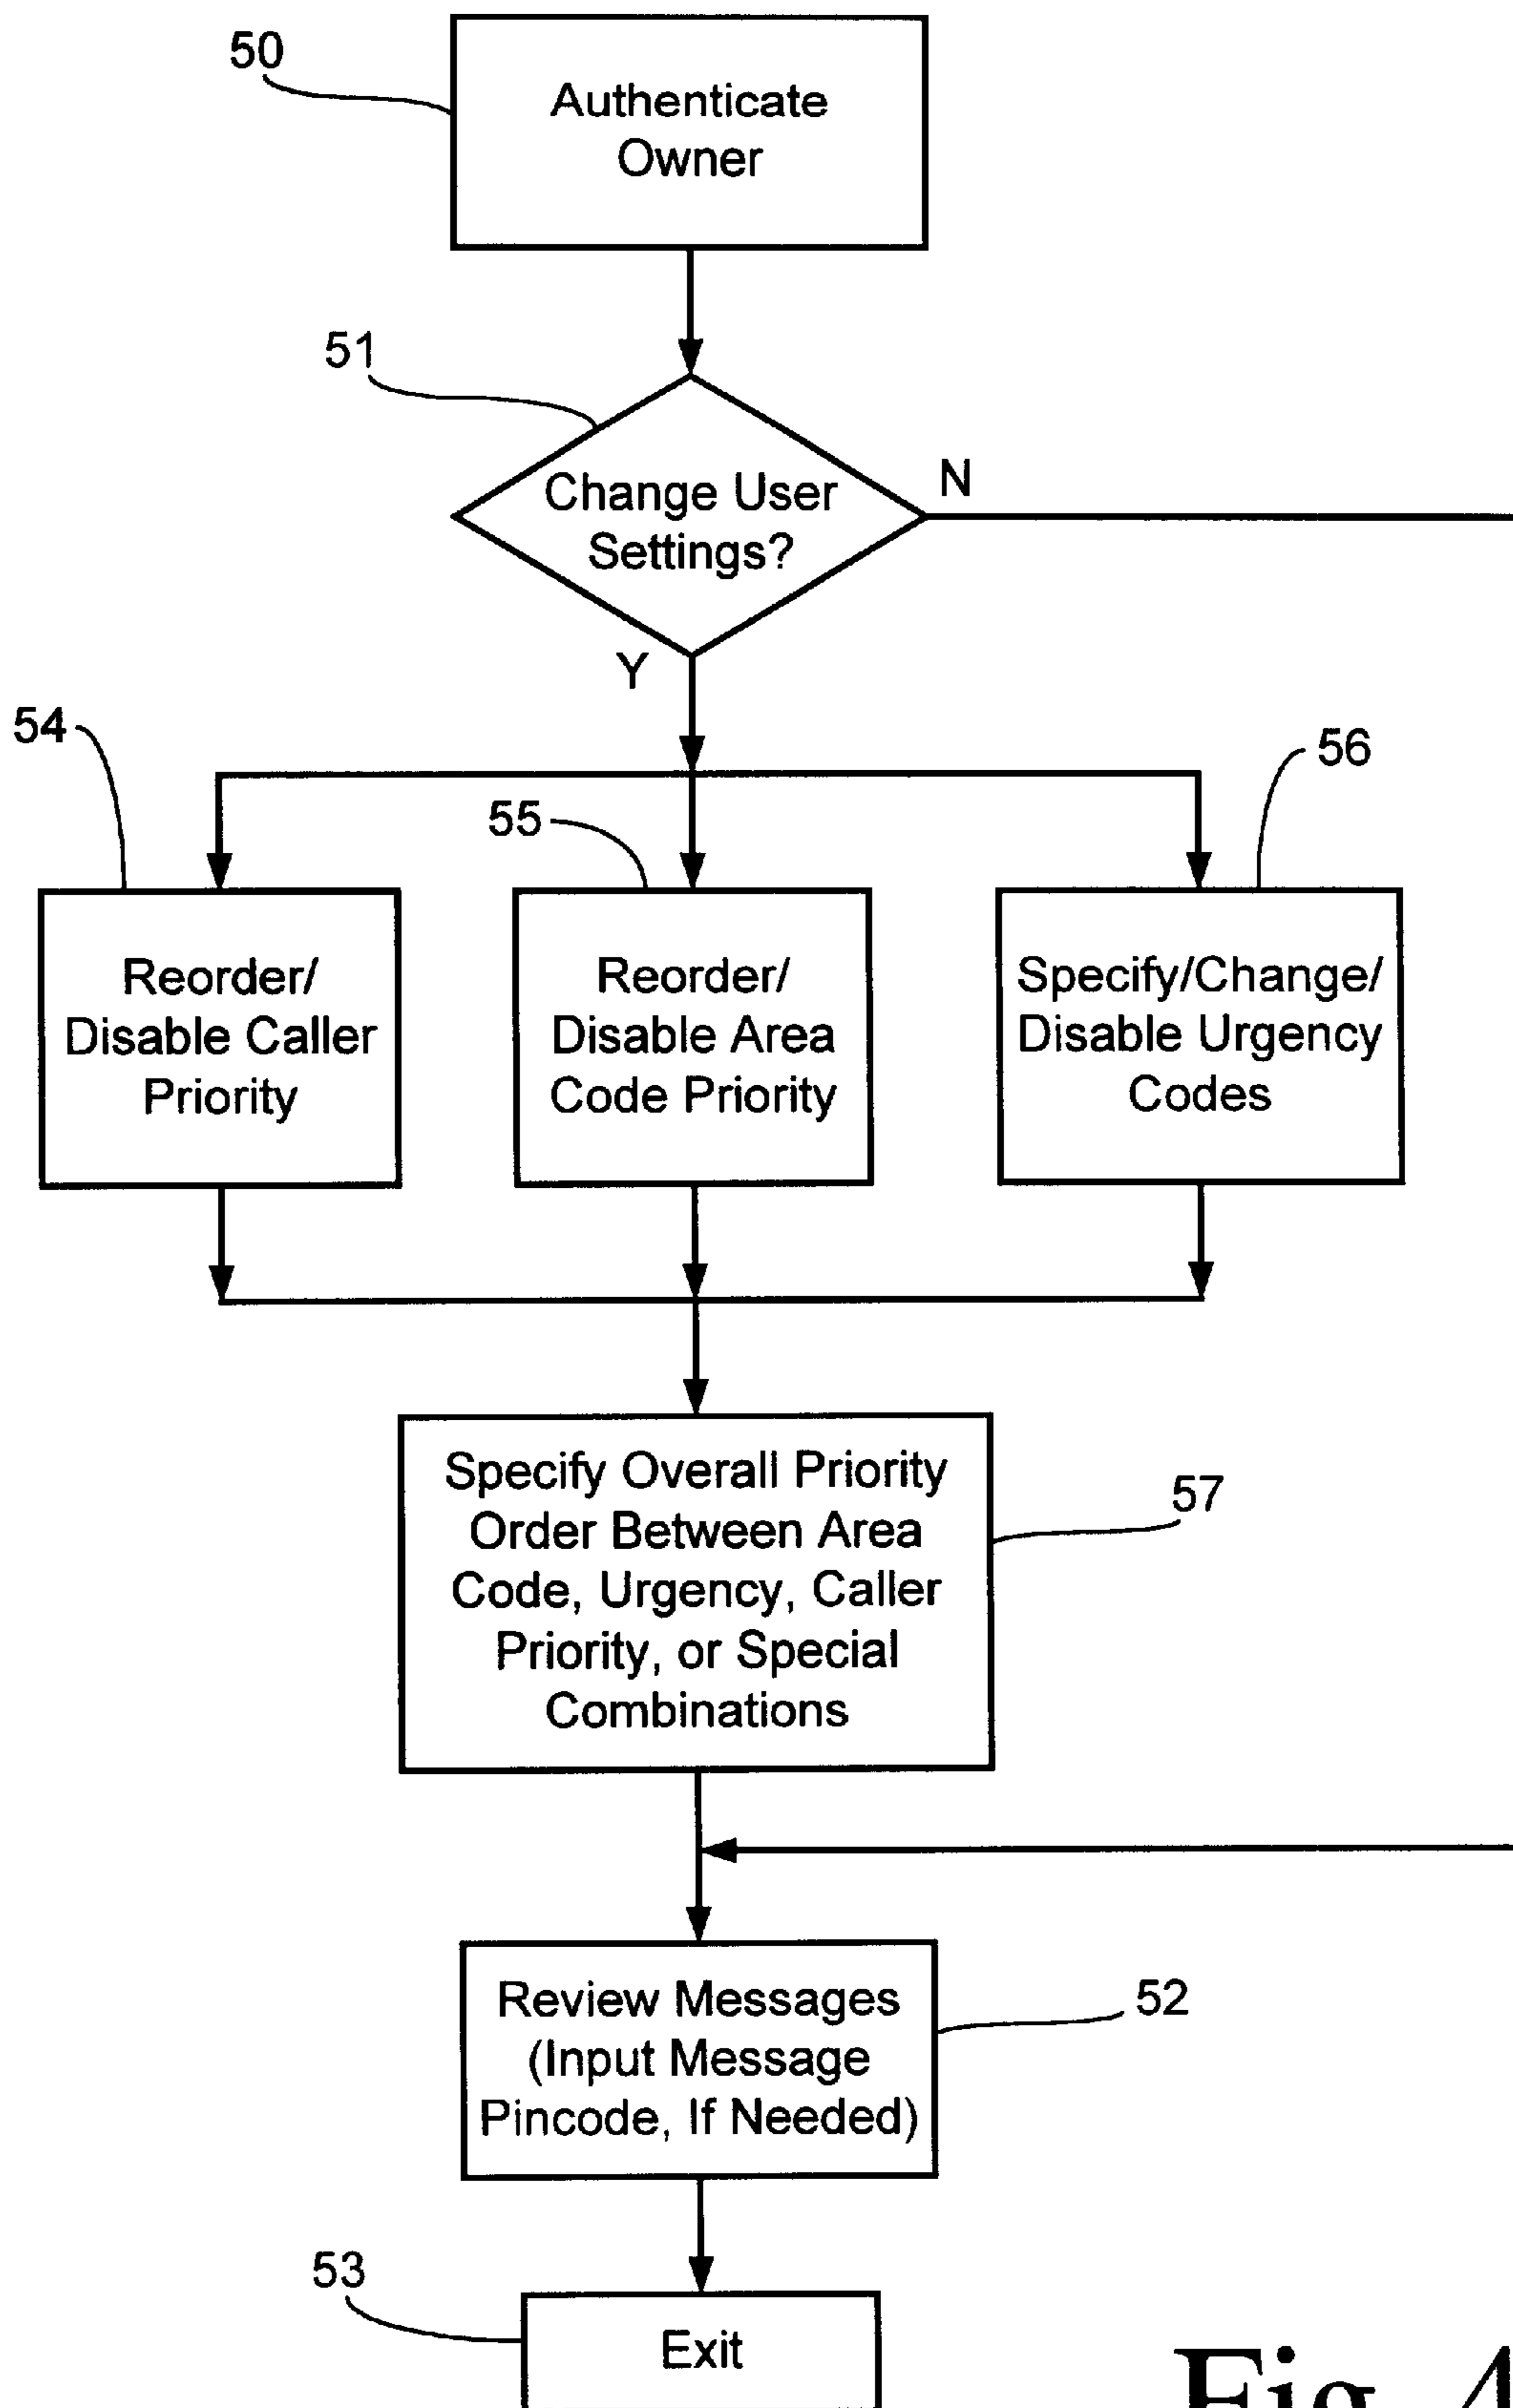 50
Authenticate
Owner
51
Change User
Settings?
N
Y
54
55
56
Reorder/
Disable Caller
Priority
Reorder/
Disable Area
Code Priority
Specify/Change/
Disable Urgency
Codes
Specify Overall Priority
Order Between Area
Code, Urgency, Caller
Priority, or Special
Combinations
57
Review Messages
(Input Message
Pincode, If Needed)
52
53
Exit
Fig. 4